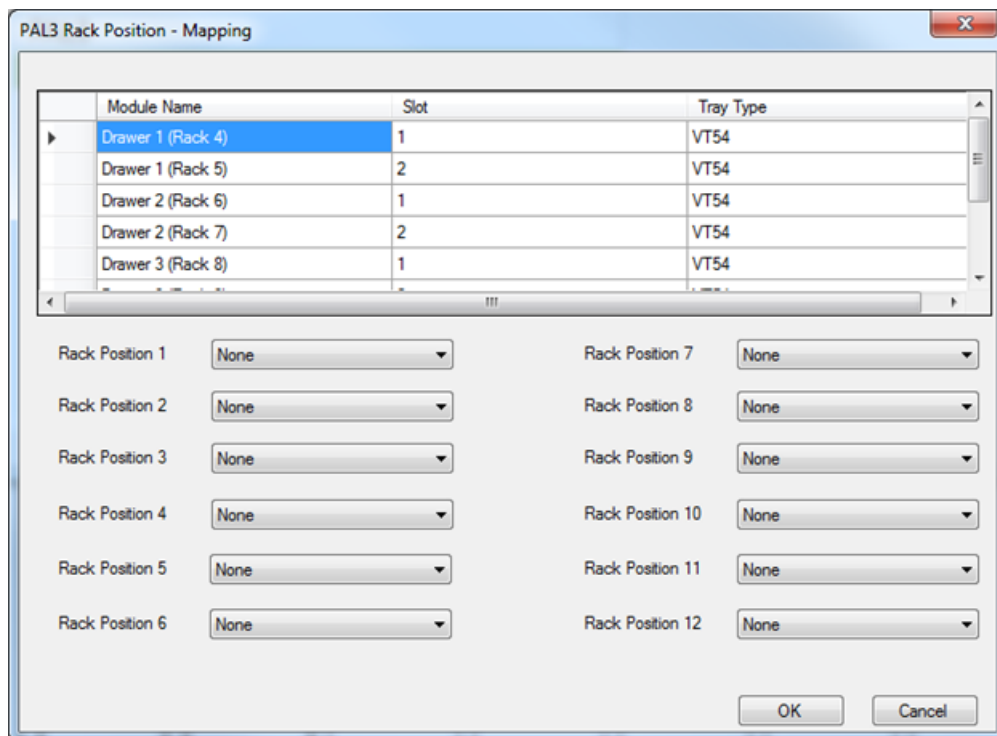 PAL3 Rack Position - Mapping
Module Name Slot Tray Type
Drawer 1 (Rack 4) 1 VT54
Drawer 1 (Rack 5) 2 VT54
Drawer 2 (Rack 6) 1 VT54
Drawer 2 (Rack 7) 2 VT54
Drawer 3 (Rack 8) 1 VT54
Rack Position 1 None Rack Position 7 None
Rack Position 2 None Rack Position 8 None
Rack Position 3 None Rack Position 9 None
Rack Position 4 None Rack Position 10 None
Rack Position 5 None Rack Position 11 None
Rack Position 6 None Rack Position 12 None
OK Cancel